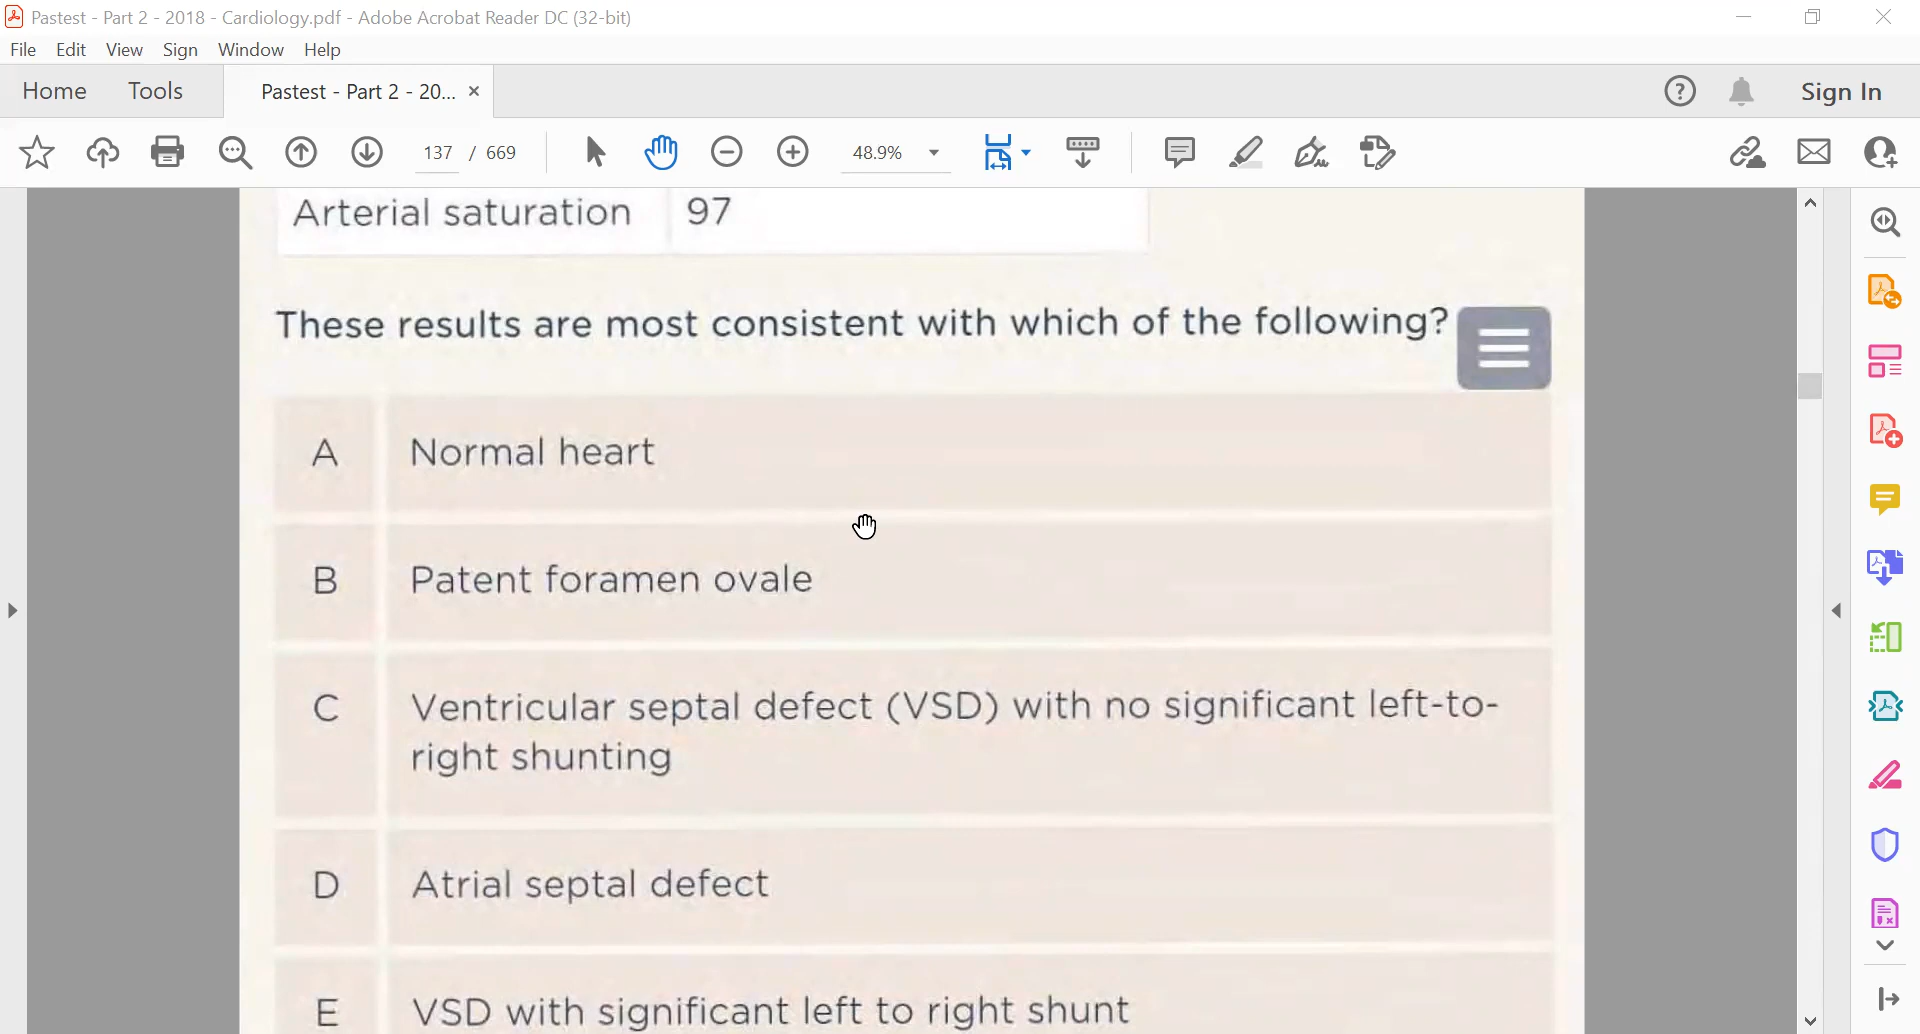 Pastest - Part 2 - 2018 - Cardiology.pdf - Adobe Acrobat Reader DC (32-bit)
File Edit View Sign Window Help
Home Tools Pastest - Part 2 - 20... × Sign In
137 / 669 48.9%
Arterial saturation 97
These results are most consistent with which of the following?
A Normal heart
B Patent foramen ovale
C Ventricular septal defect (VSD) with no significant left-to-
right shunting
D Atrial septal defect
E VSD with significant left to right shunt